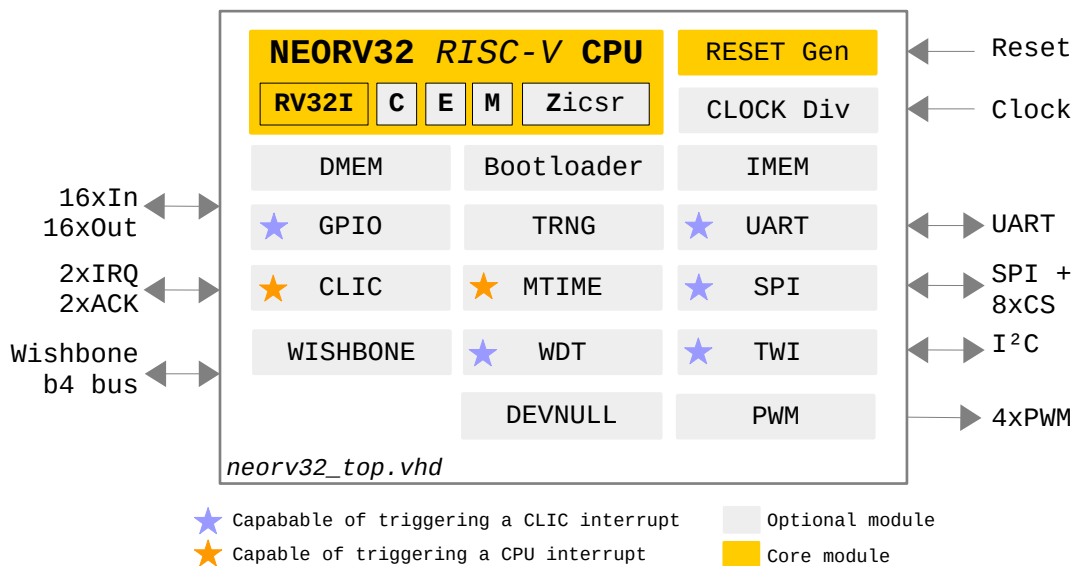 NEORV32 RISC-V CPU
RESET Gen
Reset
RV32I
C
E
M
Zicsr
CLOCK Div
Clock
DMEM
Bootloader
IMEM
16xIn
16xOut
GPIO
TRNG
UART
UART
2xIRQ
2xACK
CLIC
MTIME
SPI
SPI +
8xCS
Wishbone
b4 bus
WISHBONE
WDT
TWI
I²C
DEVNULL
PWM
4xPWM
neorv32_top.vhd
Capabable of triggering a CLIC interrupt
Optional module
Capable of triggering a CPU interrupt
Core module